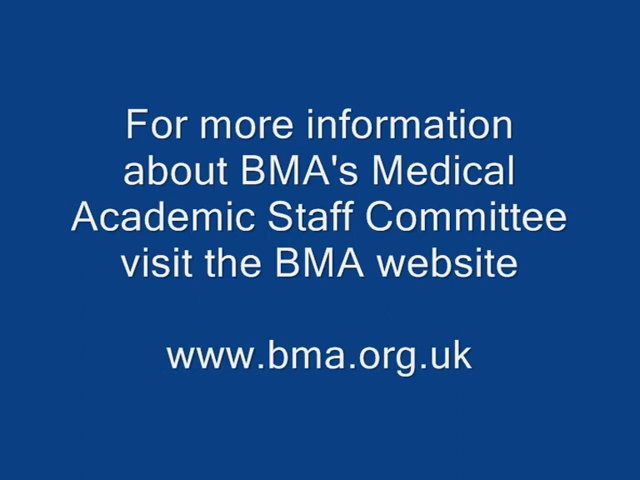 For more information
about BMA's Medical
Academic Staff Committee
visit the BMA website
www.bma.org.uk